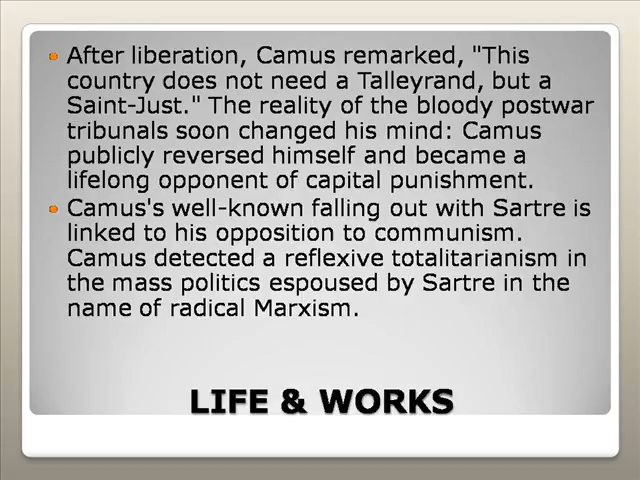 After liberation, Camus remarked, "This
country does not need a Talleyrand, but a
Saint-Just." The reality of the bloody postwar
tribunals soon changed his mind: Camus
publicly reversed himself and became a
lifelong opponent of capital punishment.
Camus's well-known falling out with Sartre is
linked to his opposition to communism.
Camus detected a reflexive totalitarianism in
the mass politics espoused by Sartre in the
name of radical Marxism.
LIFE & WORKS